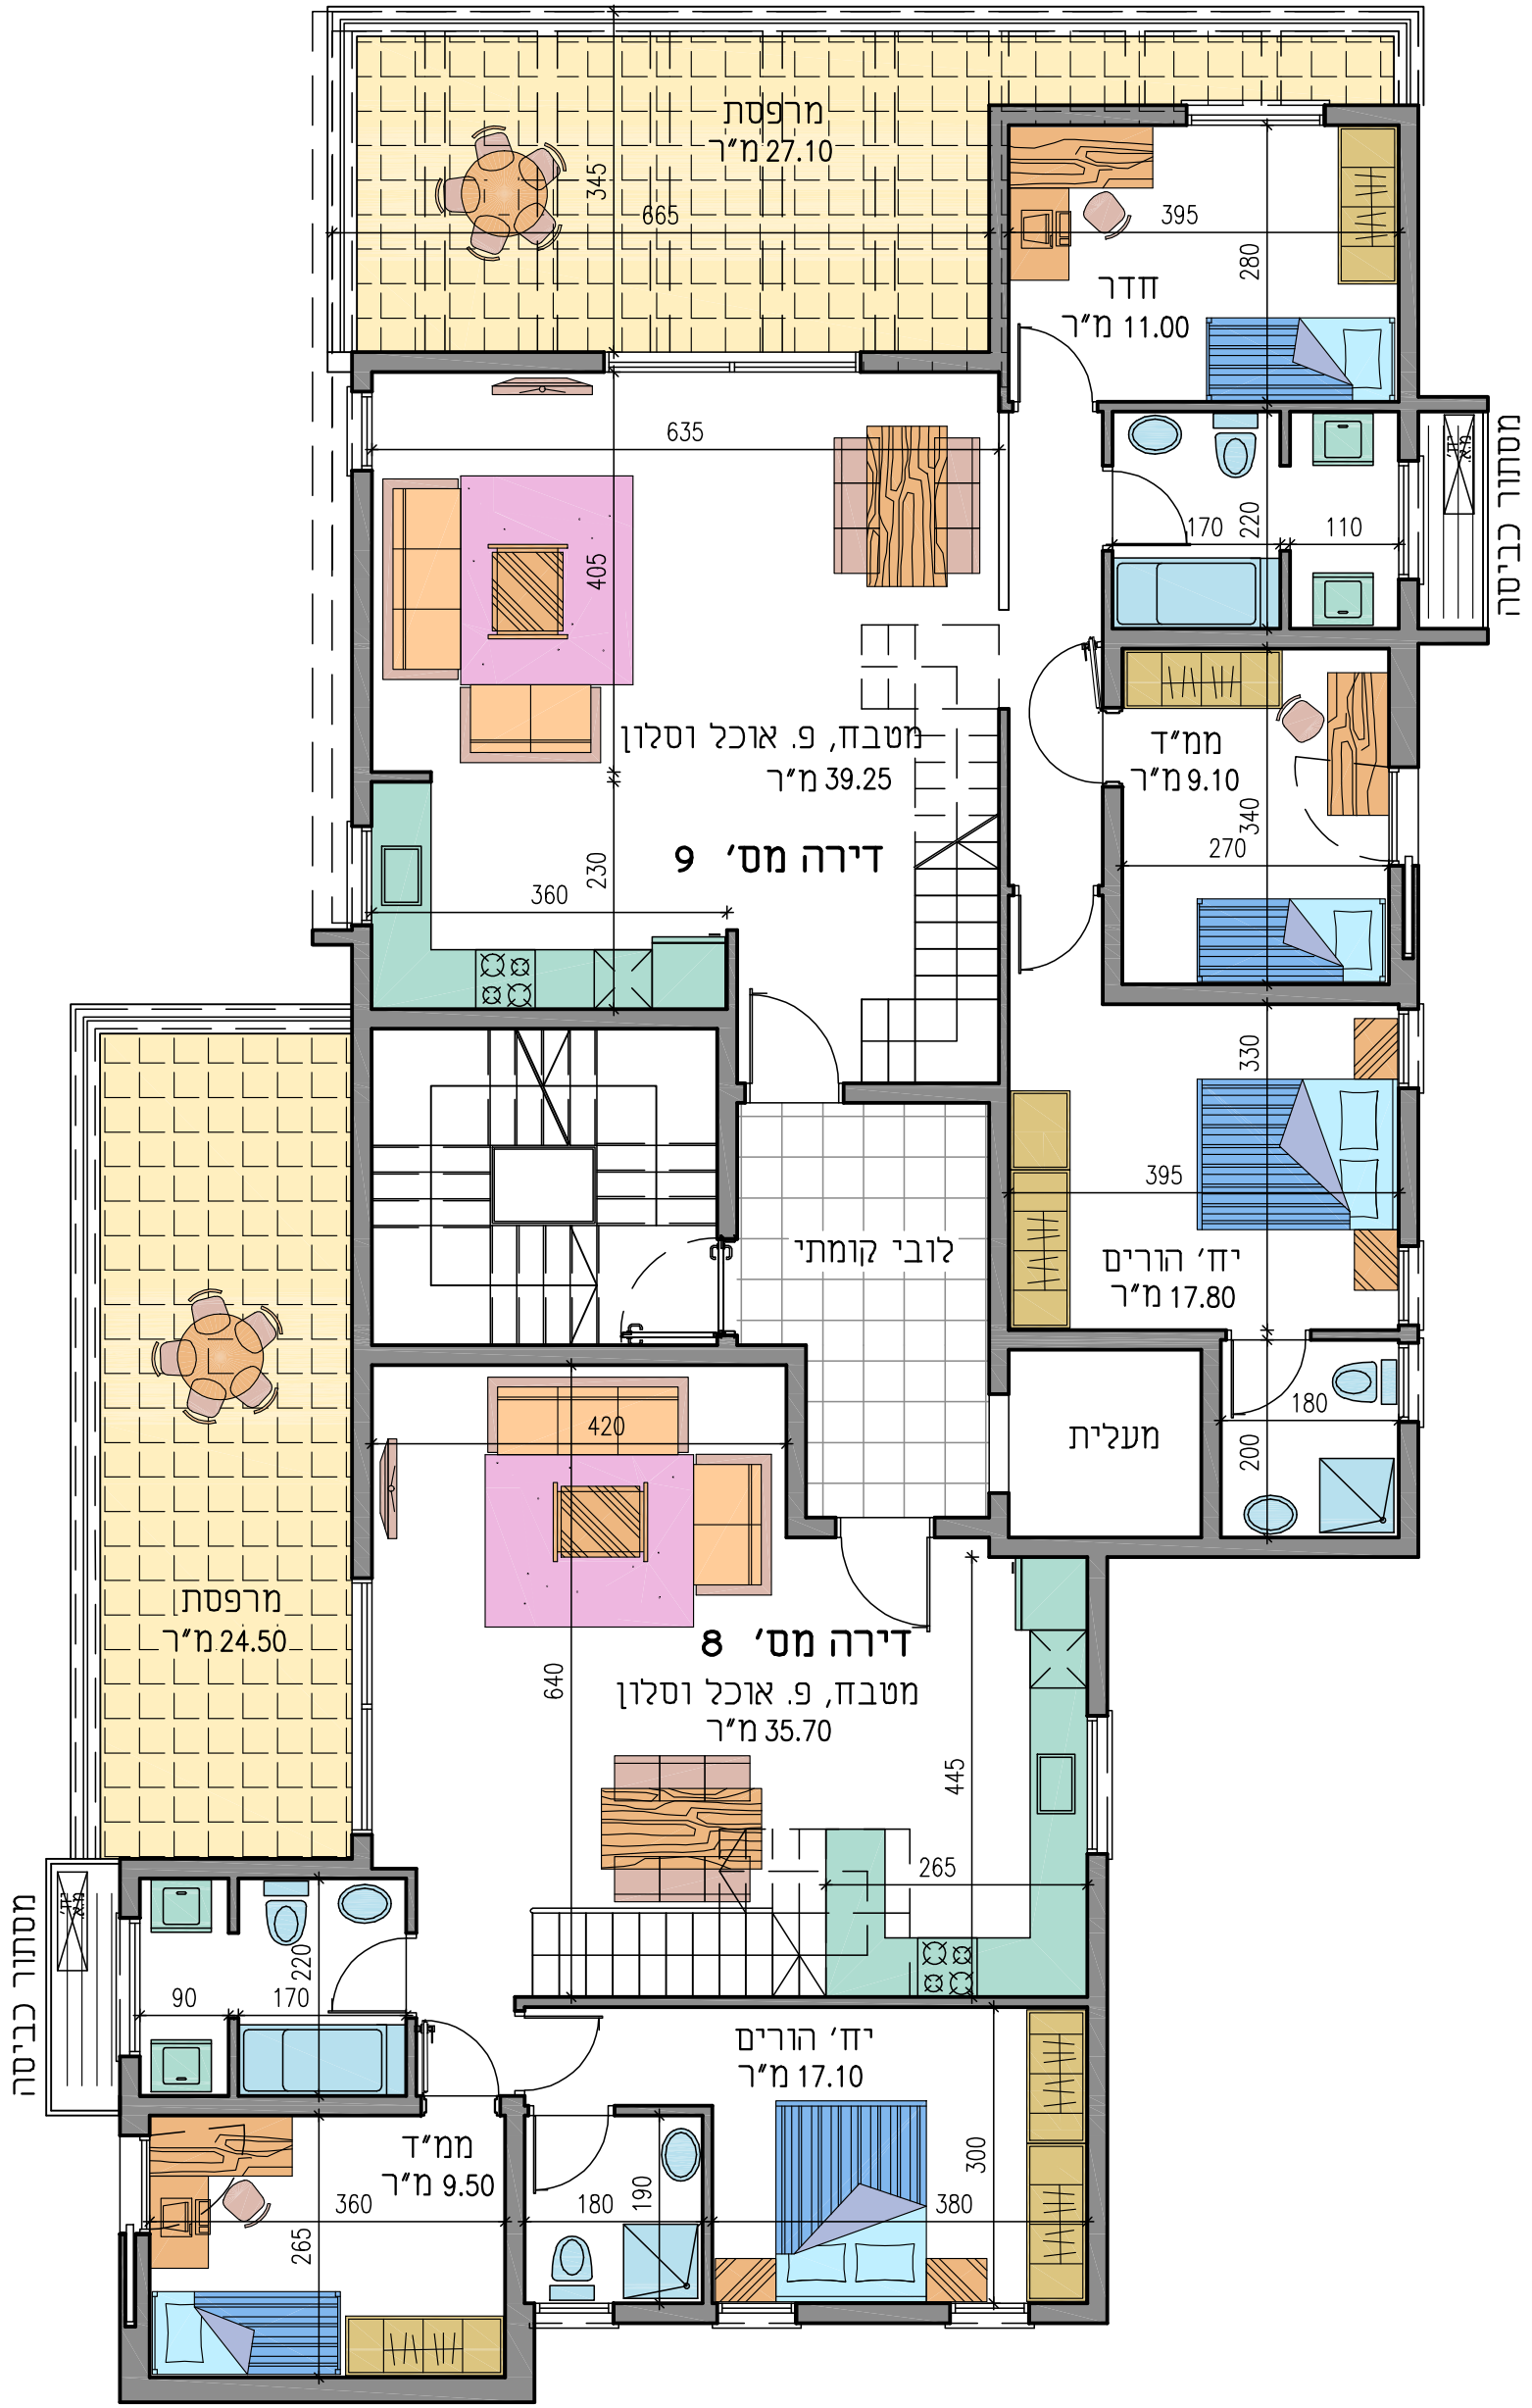 מרפסת
27.10 מ"ר
345
665
395
280
חדר
11.00 מ"ר
635
מ.א.
יח'
מסתור כביסה
170
220
110
405
מטבח, פ. אוכל וסלון
39.25 מ"ר
ממ"ד
9.10 מ"ר
340
270
דירה מס' 9
230
360
330
395
לובי קומתי
יח' הורים
17.80 מ"ר
מעלית
180
200
420
מרפסת
24.50 מ"ר
דירה מס' 8
640
מטבח, פ. אוכל וסלון
35.70 מ"ר
445
265
מ.א.
יח'
מסתור כביסה
90
170
220
יח' הורים
17.10 מ"ר
ממ"ד
9.50 מ"ר
360
265
180
190
300
380